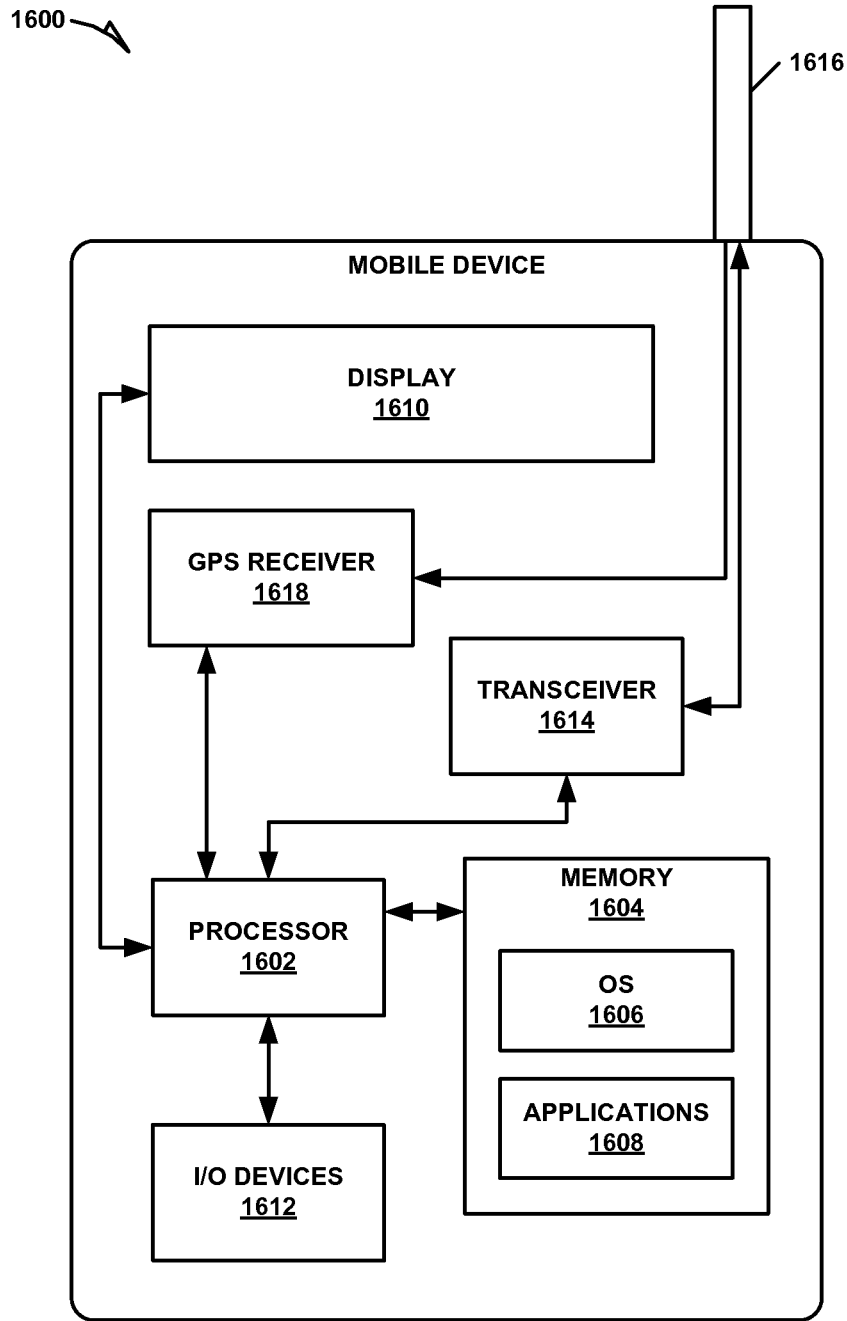 1600
1616
MOBILE DEVICE
DISPLAY
1610
GPS RECEIVER
1618
TRANSCEIVER
1614
PROCESSOR
1602
MEMORY
1604
OS
1606
APPLICATIONS
1608
I/O DEVICES
1612